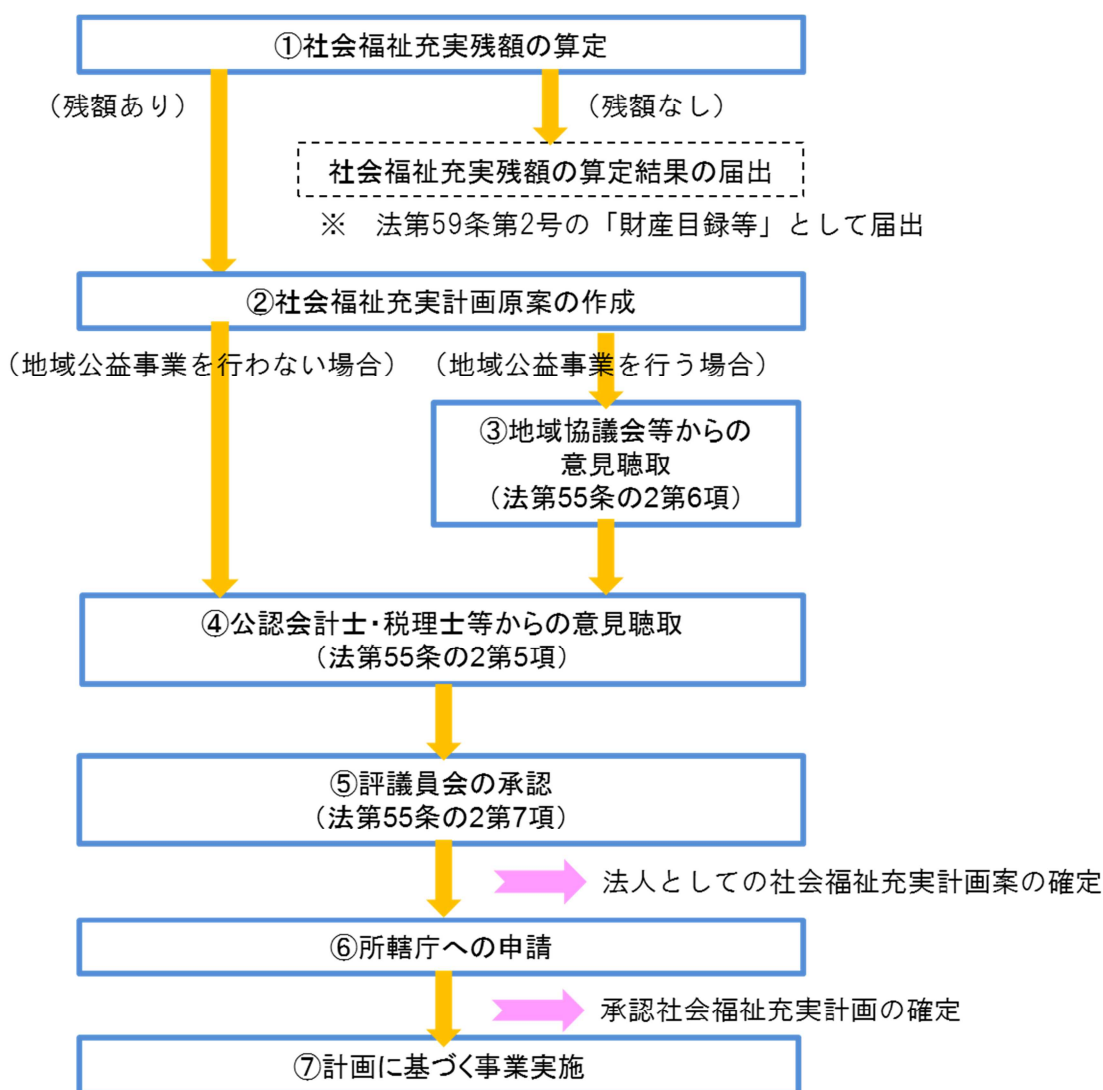 ①社会福祉充実残額の算定
（残額あり）
（残額なし）
社会福祉充実残額の算定結果の届出
※　法第59条第2号の「財産目録等」として届出
②社会福祉充実計画原案の作成
（地域公益事業を行わない場合）
（地域公益事業を行う場合）
③地域協議会等からの
意見聴取
（法第55条の2第6項）
④公認会計士・税理士等からの意見聴取
（法第55条の2第5項）
⑤評議員会の承認
（法第55条の2第7項）
法人としての社会福祉充実計画案の確定
⑥所轄庁への申請
承認社会福祉充実計画の確定
⑦計画に基づく事業実施